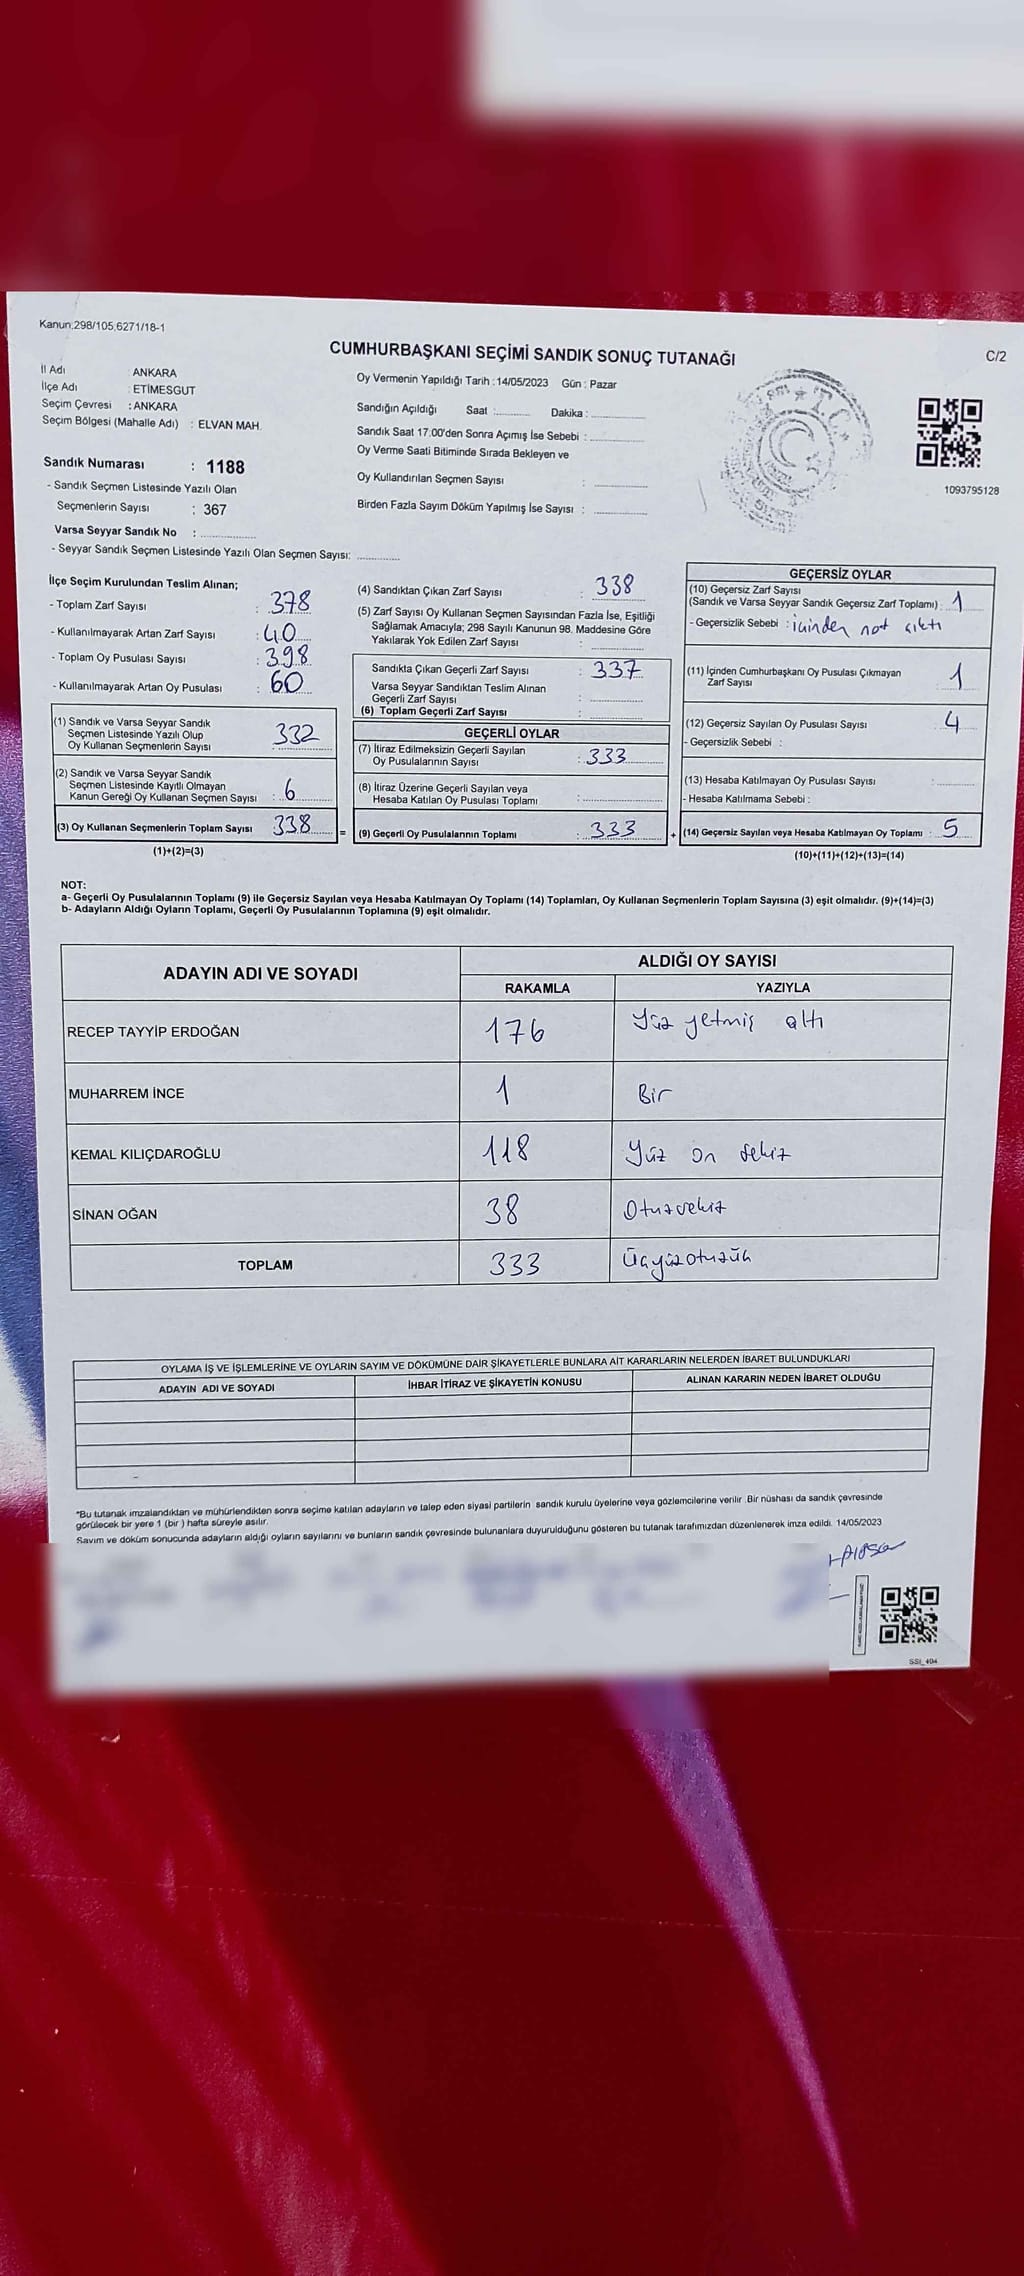 Kanun;298/105,6271/18-1
CUMHURBAŞKANI SEÇİMİ SANDIK SONUÇ TUTANAĞI
C/2
İl Adı : ANKARA
İlçe Adı : ETİMESGUT
Seçim Çevresi : ANKARA
Seçim Bölgesi (Mahalle Adı) : ELVAN MAH.
Sandık Numarası : 1188
- Sandık Seçmen Listesinde Yazılı Olan
Seçmenlerin Sayısı : 367
Varsa Seyyar Sandık No :
- Seyyar Sandık Seçmen Listesinde Yazılı Olan Seçmen Sayısı:
Oy Vermenin Yapıldığı Tarih : 14/05/2023 Gün : Pazar
Sandığın Açıldığı Saat : Dakika :
Sandık Saat 17:00'den Sonra Açımış İse Sebebi :
Oy Verme Saati Bitiminde Sırada Bekleyen ve
Oy Kullandırılan Seçmen Sayısı :
Birden Fazla Sayım Döküm Yapılmış İse Sayısı :
T.C.
1093795128
İlçe Seçim Kurulundan Teslim Alınan;
- Toplam Zarf Sayısı : 378
- Kullanılmayarak Artan Zarf Sayısı : 40
- Toplam Oy Pusulası Sayısı : 398
- Kullanılmayarak Artan Oy Pusulası : 60
(1) Sandık ve Varsa Seyyar Sandık
Seçmen Listesinde Yazılı Olup
Oy Kullanan Seçmenlerin Sayısı : 332
(2) Sandık ve Varsa Seyyar Sandık
Seçmen Listesinde Kayıtlı Olmayan
Kanun Gereği Oy Kullanan Seçmen Sayısı : 6
(3) Oy Kullanan Seçmenlerin Toplam Sayısı : 338
(1)+(2)=(3)
(4) Sandıktan Çıkan Zarf Sayısı : 338
(5) Zarf Sayısı Oy Kullanan Seçmen Sayısından Fazla İse, Eşitliği
Sağlamak Amacıyla; 298 Sayılı Kanunun 98. Maddesine Göre
Yakılarak Yok Edilen Zarf Sayısı :
Sandıkta Çıkan Geçerli Zarf Sayısı : 337
Varsa Seyyar Sandıktan Teslim Alınan
Geçerli Zarf Sayısı :
(6) Toplam Geçerli Zarf Sayısı :
GEÇERLİ OYLAR
(7) İtiraz Edilmeksizin Geçerli Sayılan
Oy Pusulalarının Sayısı : 333
(8) İtiraz Üzerine Geçerli Sayılan veya
Hesaba Katılan Oy Pusulası Toplamı :
= (9) Geçerli Oy Pusulalarının Toplamı : 333 +
GEÇERSİZ OYLAR
(10) Geçersiz Zarf Sayısı
(Sandık ve Varsa Seyyar Sandık Geçersiz Zarf Toplamı) : 1
- Geçersizlik Sebebi : içinden not çıktı
(11) İçinden Cumhurbaşkanı Oy Pusulası Çıkmayan
Zarf Sayısı : 1
(12) Geçersiz Sayılan Oy Pusulası Sayısı : 4
- Geçersizlik Sebebi :
(13) Hesaba Katılmayan Oy Pusulası Sayısı :
- Hesaba Katılmama Sebebi :
(14) Geçersiz Sayılan veya Hesaba Katılmayan Oy Toplamı : 5
(10)+(11)+(12)+(13)=(14)
NOT:
a- Geçerli Oy Pusulalarının Toplamı (9) ile Geçersiz Sayılan veya Hesaba Katılmayan Oy Toplamı (14) Toplamları, Oy Kullanan Seçmenlerin Toplam Sayısına (3) eşit olmalıdır. (9)+(14)=(3)
b- Adayların Aldığı Oyların Toplamı, Geçerli Oy Pusulalarının Toplamına (9) eşit olmalıdır.
ADAYIN ADI VE SOYADI ALDIĞI OY SAYISI
RAKAMLA YAZIYLA
RECEP TAYYİP ERDOĞAN 176 Yüz yetmiş altı
MUHARREM İNCE 1 Bir
KEMAL KILIÇDAROĞLU 118 Yüz on sekiz
SİNAN OĞAN 38 Otuzsekiz
TOPLAM 333 Üçyüzotuzüç
OYLAMA İŞ VE İŞLEMLERİNE VE OYLARIN SAYIM VE DÖKÜMÜNE DAİR ŞİKAYETLERLE BUNLARA AİT KARARLARIN NELERDEN İBARET BULUNDUKLARI
ADAYIN ADI VE SOYADI İHBAR İTİRAZ VE ŞİKAYETİN KONUSU ALINAN KARARIN NEDEN İBARET OLDUĞU
*Bu tutanak imzalandıktan ve mühürlendikten sonra seçime katılan adayların ve talep eden siyasi partilerin sandık kurulu üyelerine veya gözlemcilerine verilir. Bir nüshası da sandık çevresinde
görülecek bir yere 1 (bir) hafta süreyle asılır.
Sayım ve döküm sonucunda adayların aldığı oyların sayılarını ve bunların sandık çevresinde bulunanlara duyurulduğunu gösteren bu tutanak tarafımızdan düzenlenerek imza edildi. 14/05/2023
SSI_404